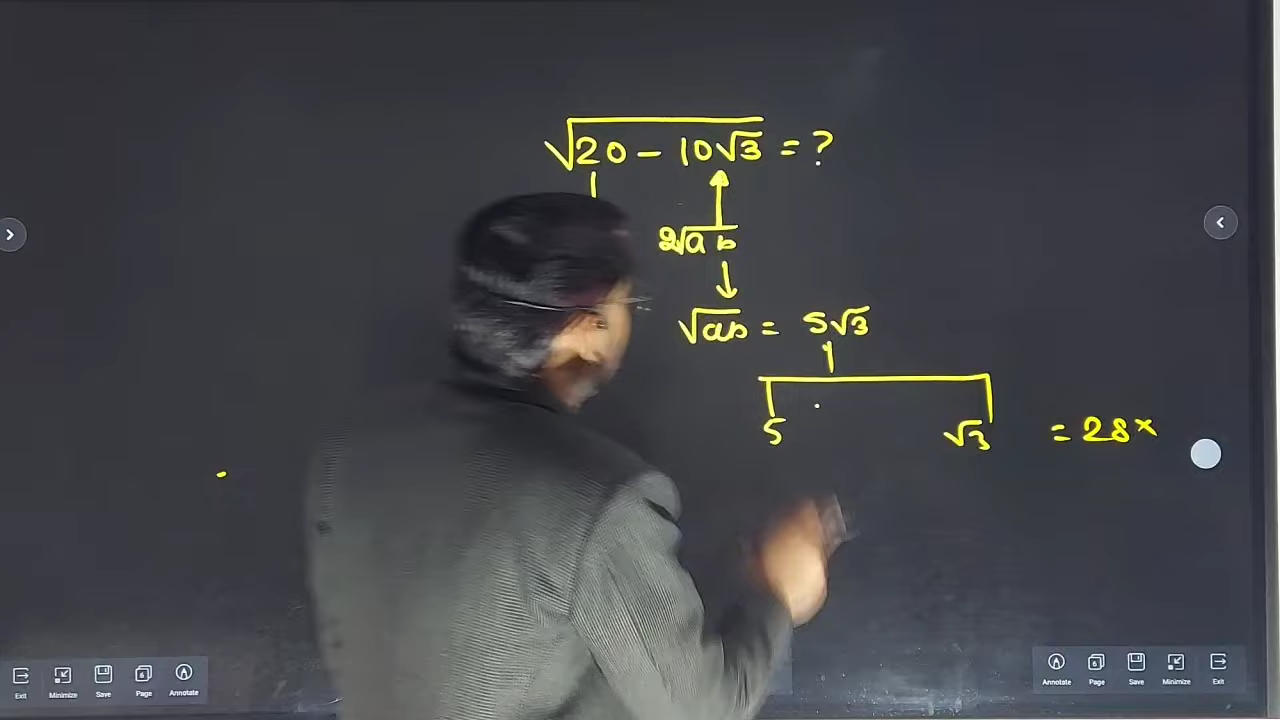 √20 - 10√3 = ?
2√ab
√ab = 5√3
5 √3 = 28×
Exit Minimize Save Page Annotate
Annotate Page Save Minimize Exit